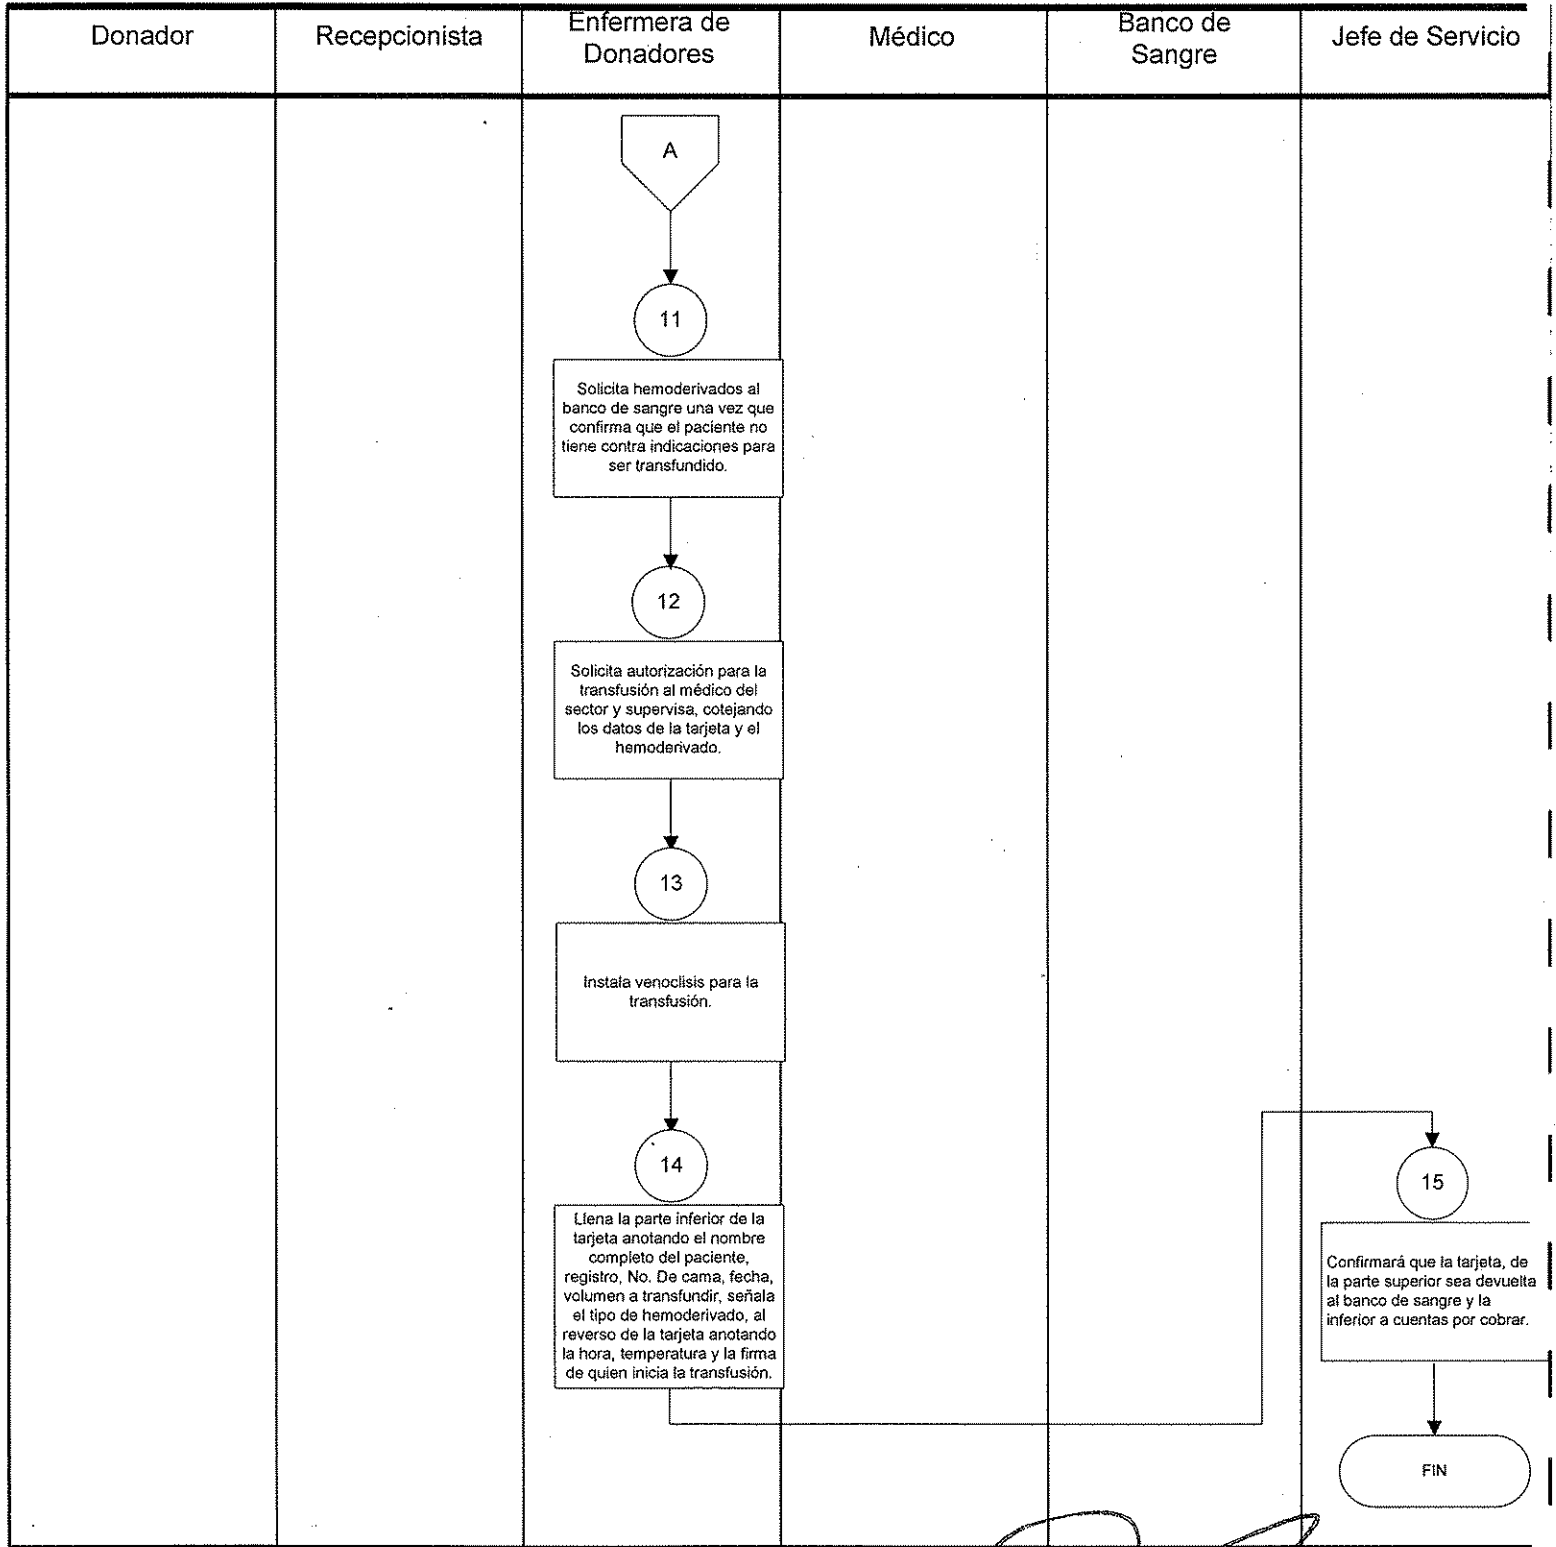 Donador
Recepcionista
Enfermera de
Donadores
Médico
Banco de
Sangre
Jefe de Servicio
A
11
Solicita hemoderivados al
banco de sangre una vez que
confirma que el paciente no
tiene contra indicaciones para
ser transfundido.
12
Solicita autorización para la
transfusión al médico del
sector y supervisa, cotejando
los datos de la tarjeta y el
hemoderivado.
13
Instala venoclisis para la
transfusión.
14
Llena la parte inferior de la
tarjeta anotando el nombre
completo del paciente,
registro, No. De cama, fecha,
volumen a transfundir, señala
el tipo de hemoderivado, al
reverso de la tarjeta anotando
la hora, temperatura y la firma
de quien inicia la transfusión.
15
Confirmará que la tarjeta, de
la parte superior sea devuelta
al banco de sangre y la
inferior a cuentas por cobrar.
FIN